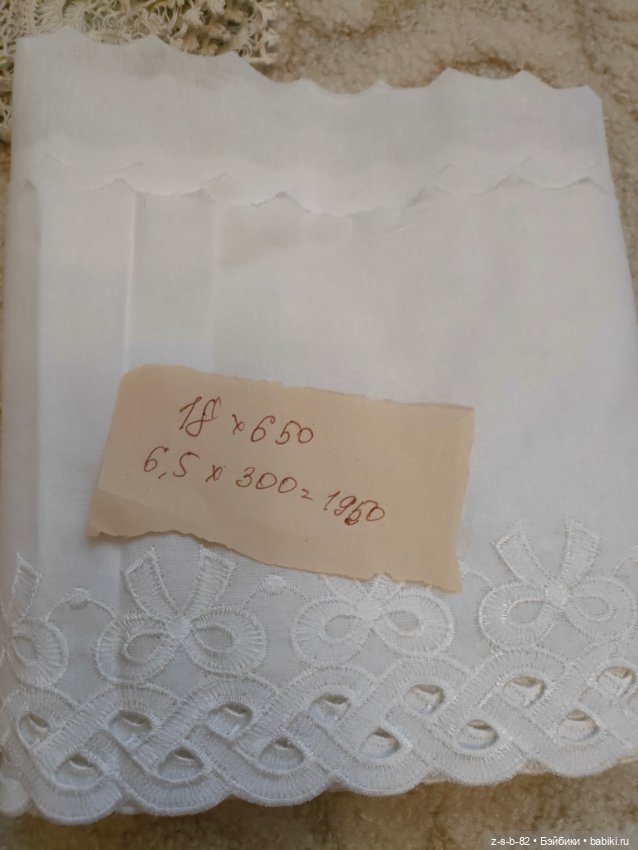 18 x 650
6,5 x 300 = 1950
z-s-b-82 • Бэйбики • babiki.ru